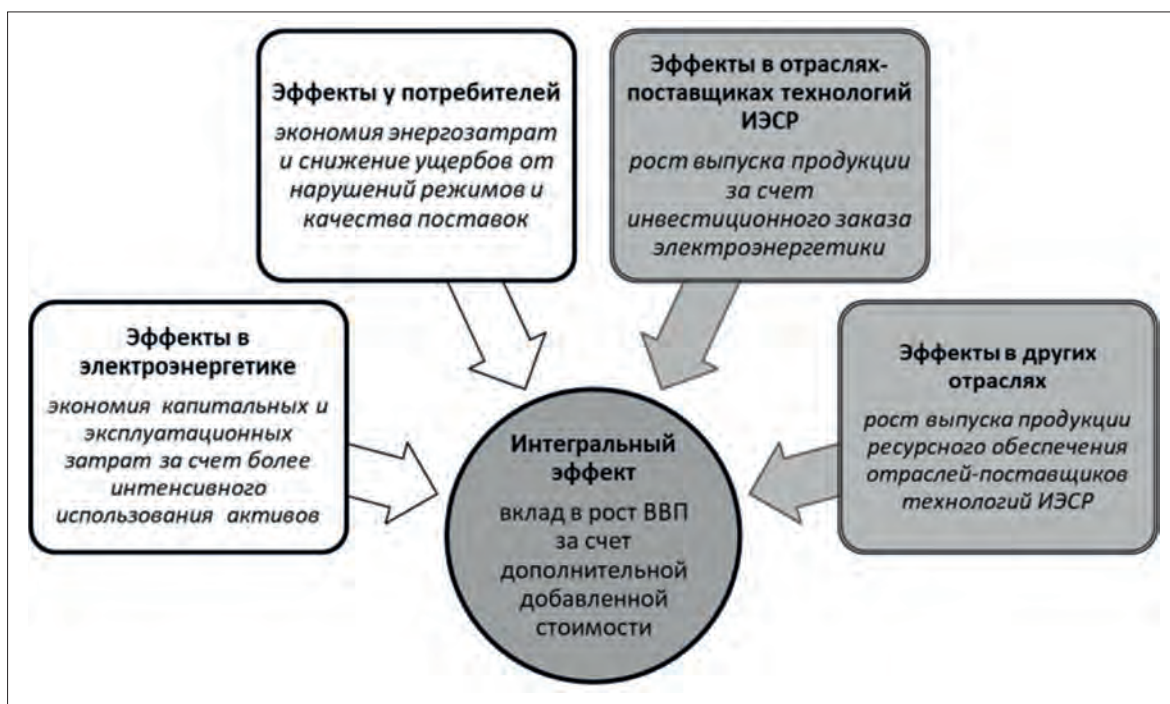 Эффекты у потребителей
экономия энергозатрат
и снижение ущербов от
нарушений режимов и
качества поставок
Эффекты в отраслях-
поставщиках технологий
ИЭСР
рост выпуска продукции
за счет
инвестиционного заказа
электроэнергетики
Эффекты в
электроэнергетике
экономия капитальных и
эксплуатационных
затрат за счет более
интенсивного
использования активов
Интегральный
эффект
вклад в рост ВВП
за счет
дополнительной
добавленной
стоимости
Эффекты в других
отраслях
рост выпуска продукции
ресурсного обеспечения
отраслей-поставщиков
технологий ИЭСР